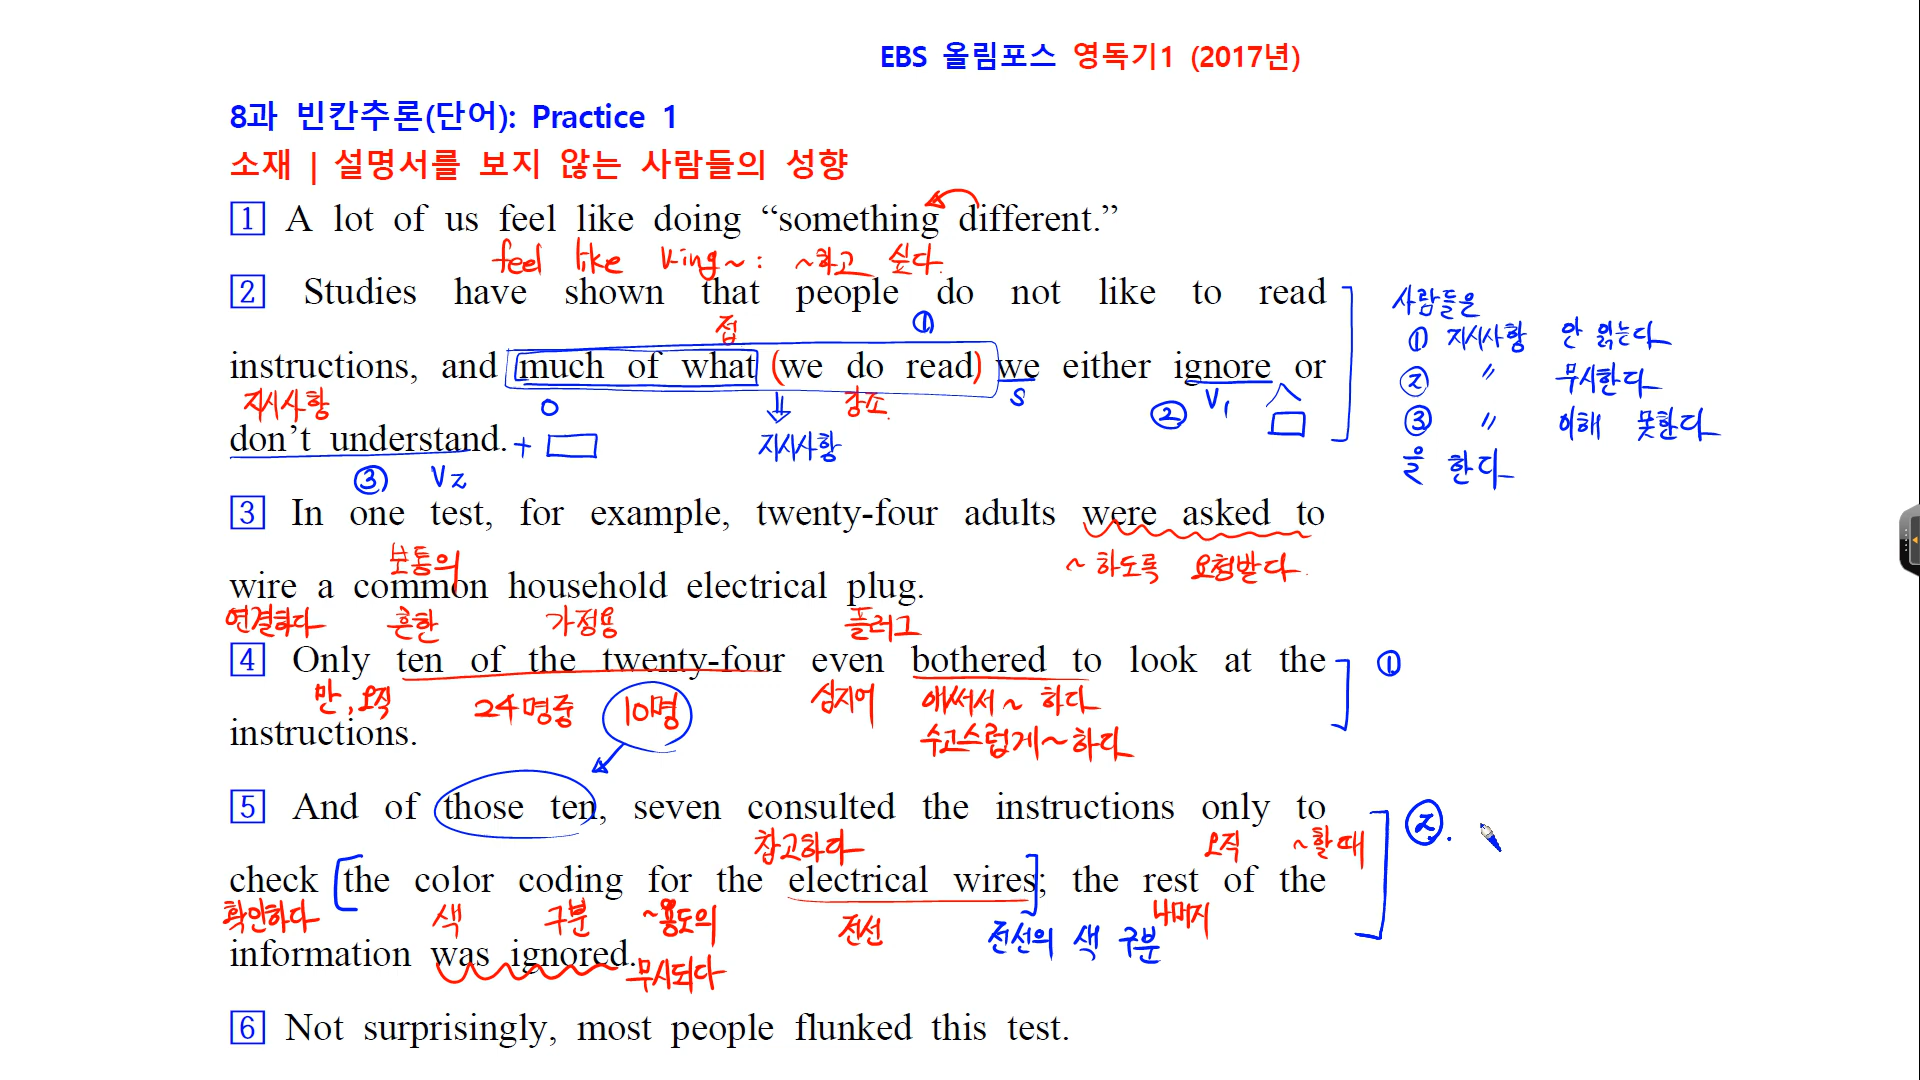 EBS 올림포스 영독기1 (2017년)
8과 빈칸추론(단어): Practice 1
소재 | 설명서를 보지 않는 사람들의 성향
1 A lot of us feel like doing “something different.”
feel like Ving~ : ~하고 싶다.
2 Studies have shown that people do not like to read
접 ①
사람들은
① 지시사항 안 읽는다
instructions, and much of what (we do read) we either ignore or
② 〃 무시한다
지시사항 O ⇓ 강조. S ② V1
③ 〃 이해 못한다
don’t understand. + 지시사항
③ V2
을 한다
3 In one test, for example, twenty-four adults were asked to
보통의 ~하도록 요청받다.
wire a common household electrical plug.
연결하다 흔한 가정용 플러그
4 Only ten of the twenty-four even bothered to look at the ①
만, 오직 24명중 10명 심지어 애써서~ 하다
instructions. 수고스럽게~하다
5 And of those ten, seven consulted the instructions only to ②.
참고하다 오직 ~할 때
check [the color coding for the electrical wires]; the rest of the
확인하다 색 구분 ~용도의 전선 전선의 색 구분 나머지
information was ignored. 무시되다
6 Not surprisingly, most people flunked this test.